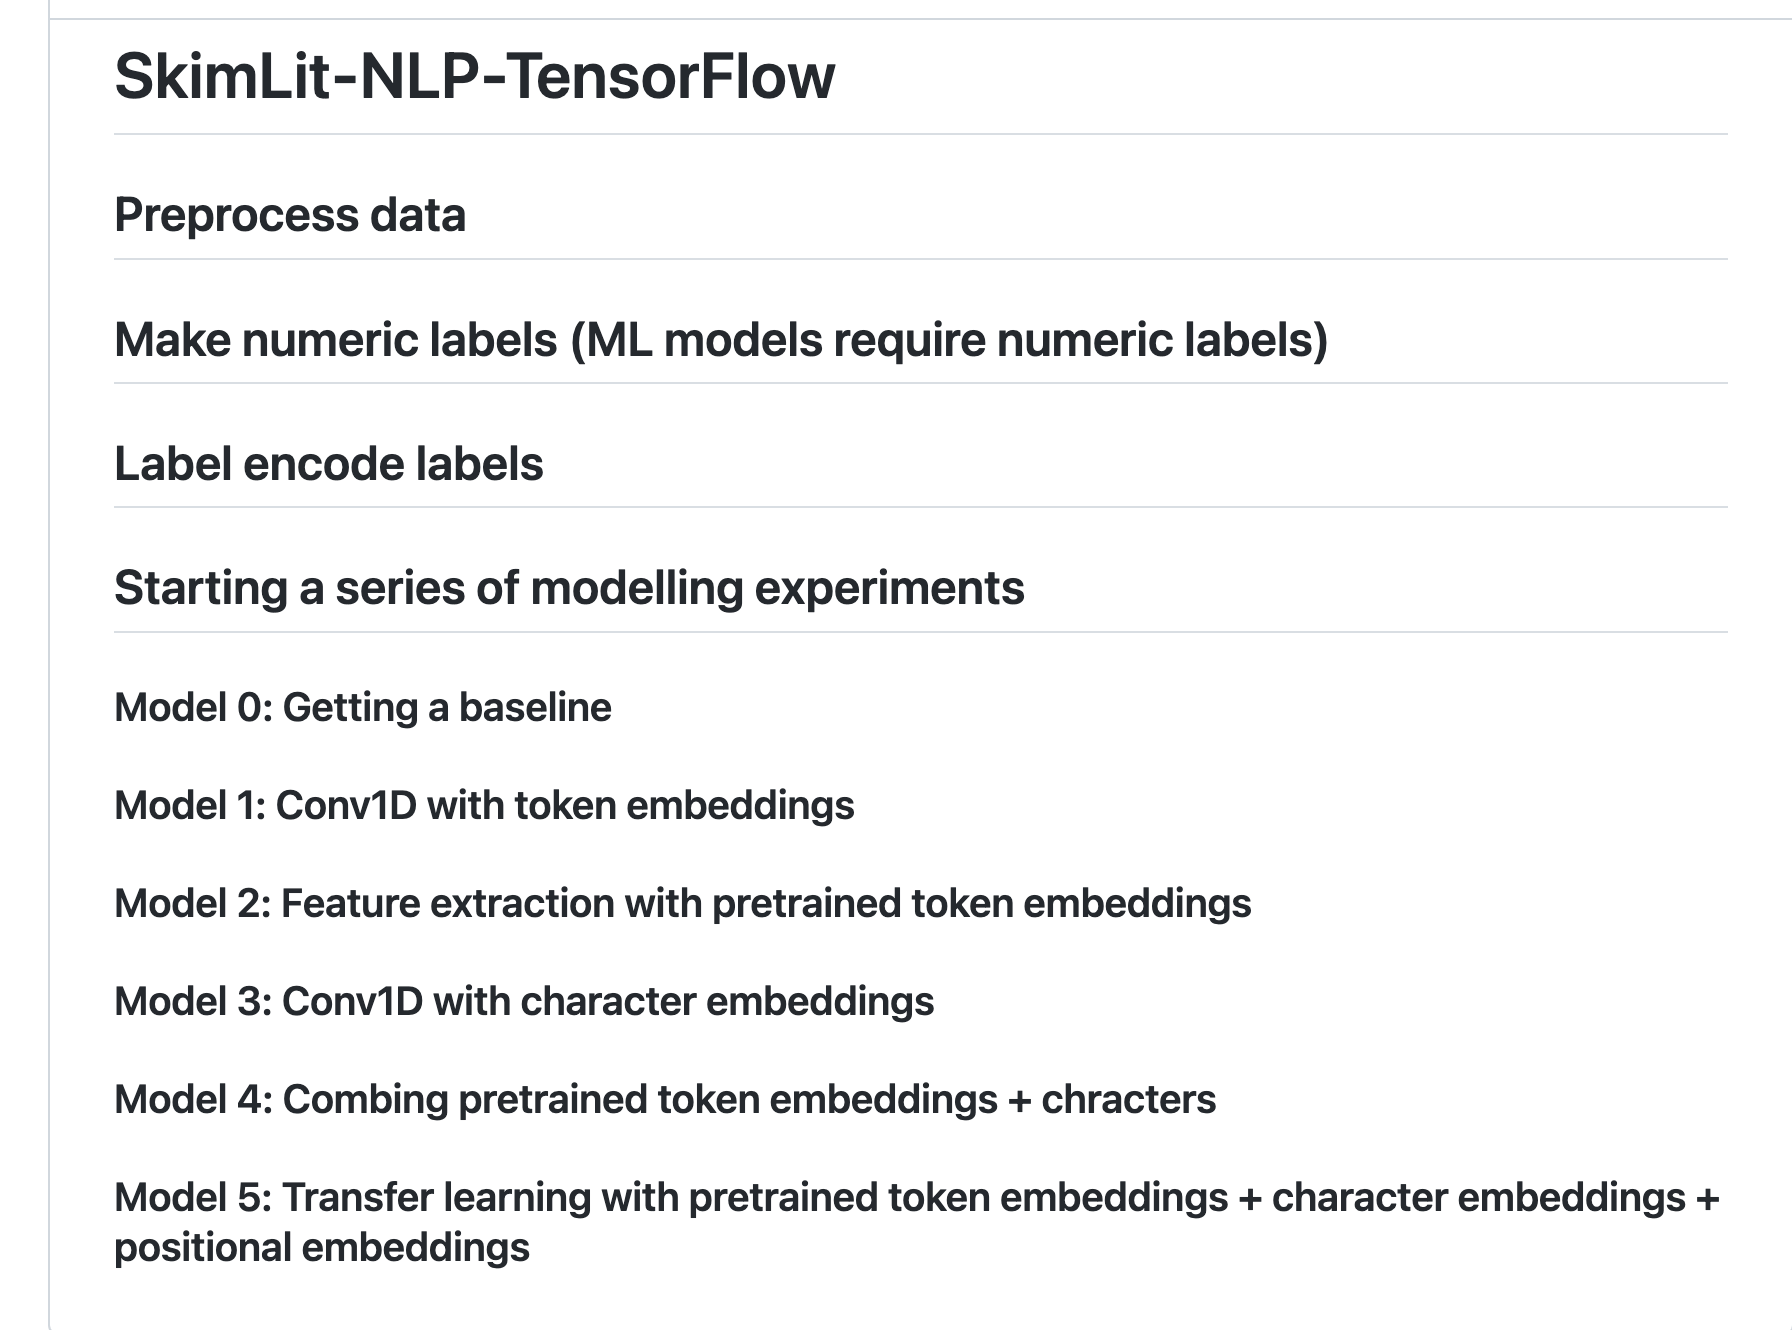 SkimLit-NLP-TensorFlow
Preprocess data
Make numeric labels (ML models require numeric labels)
Label encode labels
Starting a series of modelling experiments
Model 0: Getting a baseline
Model 1: Conv1D with token embeddings
Model 2: Feature extraction with pretrained token embeddings
Model 3: Conv1D with character embeddings
Model 4: Combing pretrained token embeddings + chracters
Model 5: Transfer learning with pretrained token embeddings + character embeddings +
positional embeddings